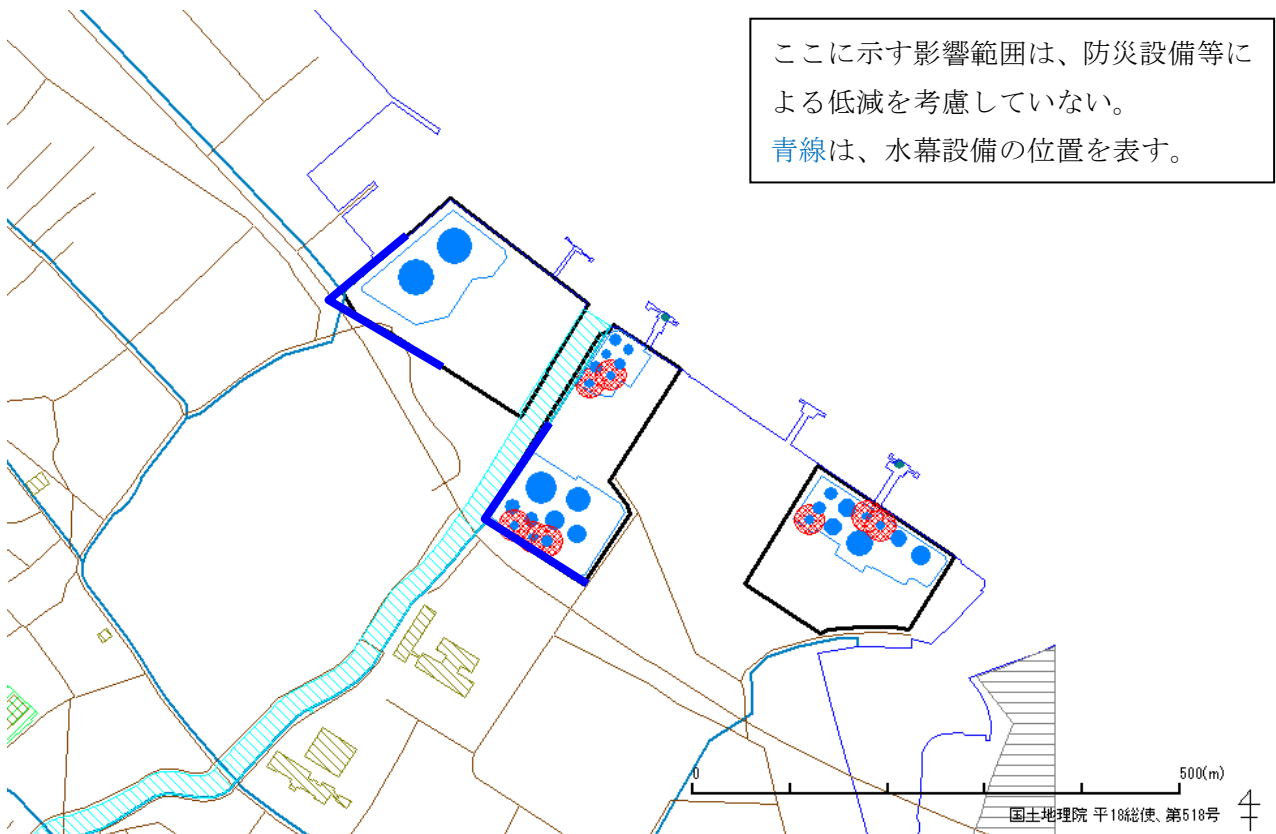 ここに示す影響範囲は、防災設備等に
よる低減を考慮していない。
青線は、水幕設備の位置を表す。
0
500(m)
国土地理院 平18総使、第518号